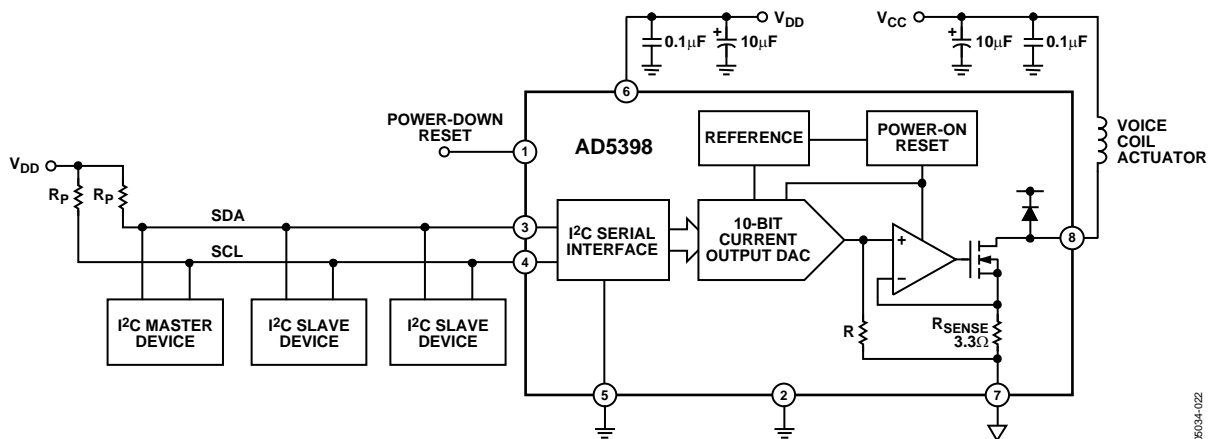 VDD
0.1µF
+
10µF
VCC
+
10µF
0.1µF
6
POWER-DOWN
RESET
1
AD5398
REFERENCE
POWER-ON
RESET
VOICE
COIL
ACTUATOR
VDD
RP
RP
SDA
3
I2C SERIAL
INTERFACE
10-BIT
CURRENT
OUTPUT DAC
+
−
8
SCL
4
I2C MASTER
DEVICE
I2C SLAVE
DEVICE
I2C SLAVE
DEVICE
R
RSENSE
3.3Ω
5
2
7
05034-022